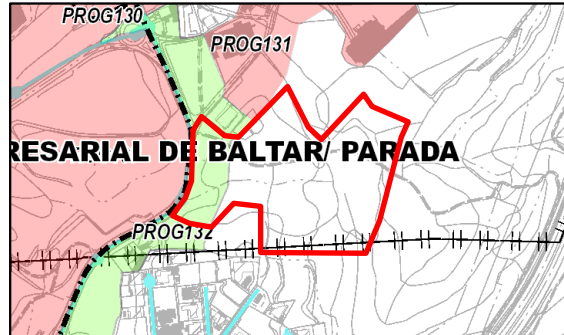 PROG130
PROG131
RESARIAL DE BALTAR/ PARADA
PROG132